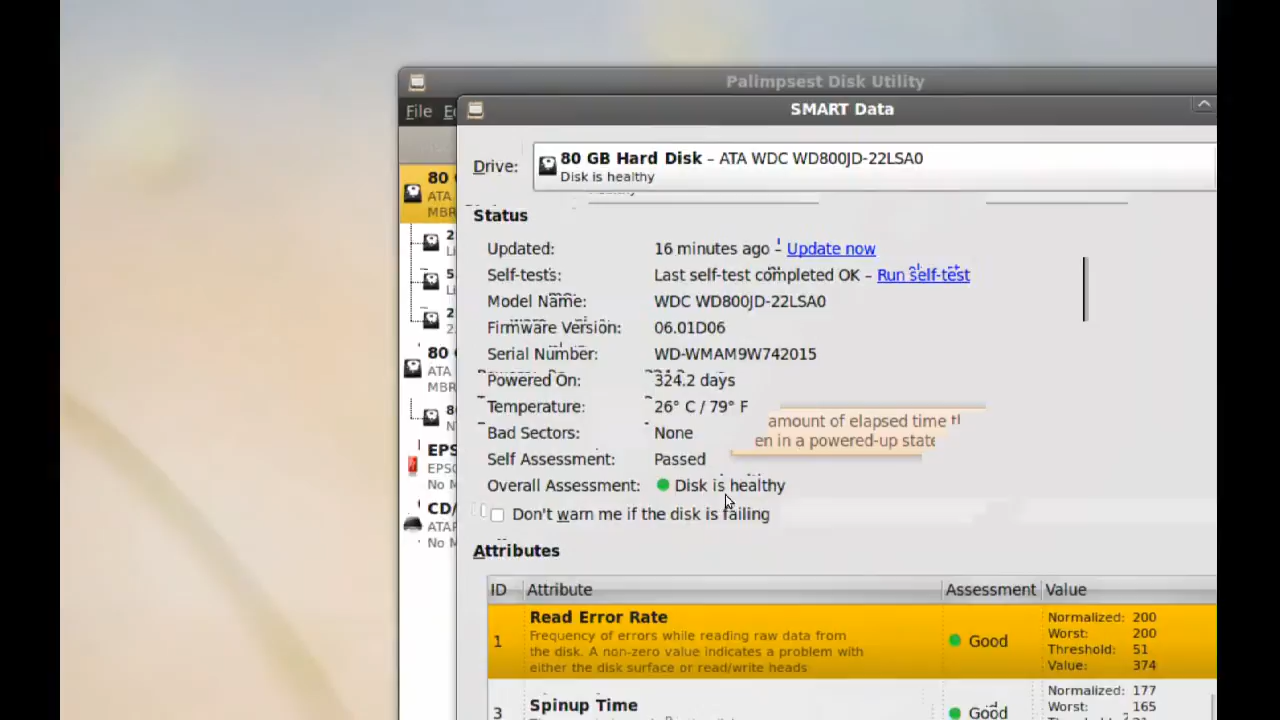 Palimpsest Disk Utility
File
SMART Data
Drive: 80 GB Hard Disk – ATA WDC WD800JD-22LSA0
Disk is healthy
80
ATA
MBR
Status
Updated: 16 minutes ago – Update now
Self-tests: Last self-test completed OK – Run self-test
Model Name: WDC WD800JD-22LSA0
Firmware Version: 06.01D06
Serial Number: WD-WMAM9W742015
Powered On: 324.2 days
80
ATA
MBR
Temperature: 26° C / 79° F
amount of elapsed time
en in a powered-up state
Bad Sectors: None
EPS
EPSC
No M
Self Assessment: Passed
Overall Assessment: Disk is healthy
CD/
ATAP
No M
Don't warn me if the disk is failing
Attributes
ID Attribute Assessment Value
1 Read Error Rate Good
Frequency of errors while reading raw data from
the disk. A non-zero value indicates a problem with
either the disk surface or read/write heads
Normalized: 200
Worst: 200
Threshold: 51
Value: 374
3 Spinup Time Good
Normalized: 177
Worst: 165